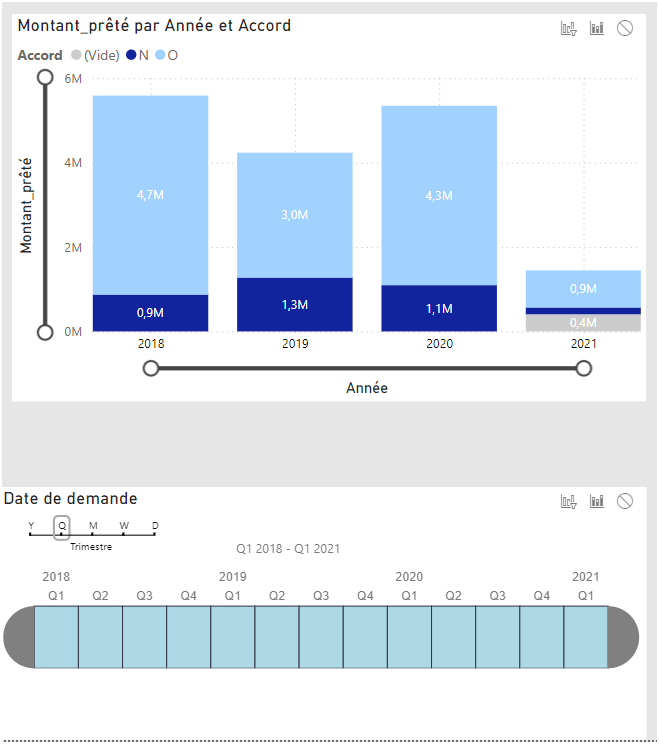 Montant_prêté par Année et Accord
Accord (Vide) N O
6M
4M
2M
0M
Montant_prêté
4,7M
0,9M
3,0M
1,3M
4,3M
1,1M
0,9M
0,4M
2018 2019 2020 2021
Année
Date de demande
Y Q M W D
Trimestre
Q1 2018 - Q1 2021
2018 2019 2020 2021
Q1 Q2 Q3 Q4 Q1 Q2 Q3 Q4 Q1 Q2 Q3 Q4 Q1